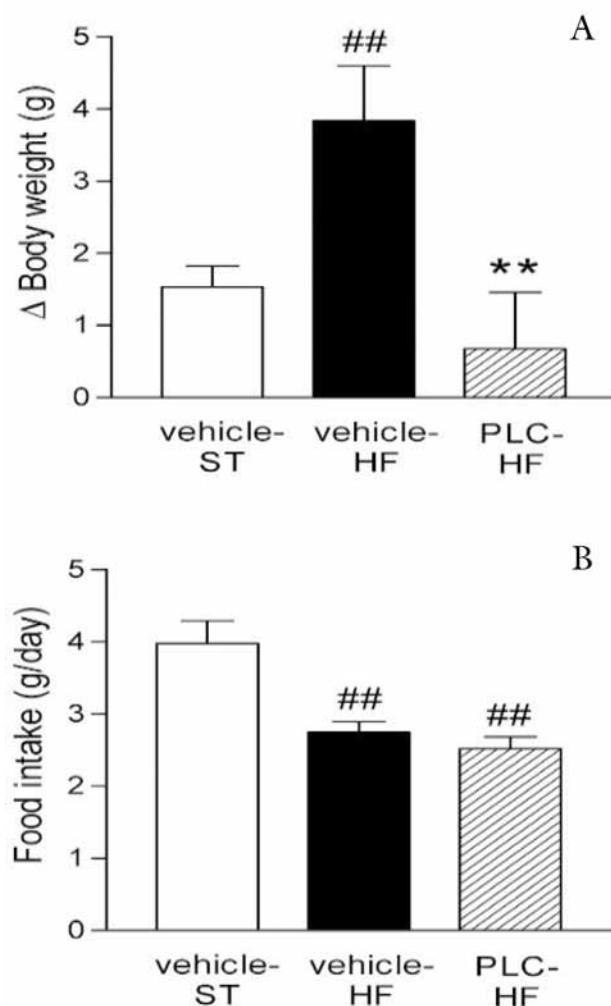 A
##
5
4
3
2
1
0
Δ Body weight (g)
**
vehicle-
ST
vehicle-
HF
PLC-
HF
B
5
4
3
2
1
0
Food intake (g/day)
##
##
vehicle-
ST
vehicle-
HF
PLC-
HF